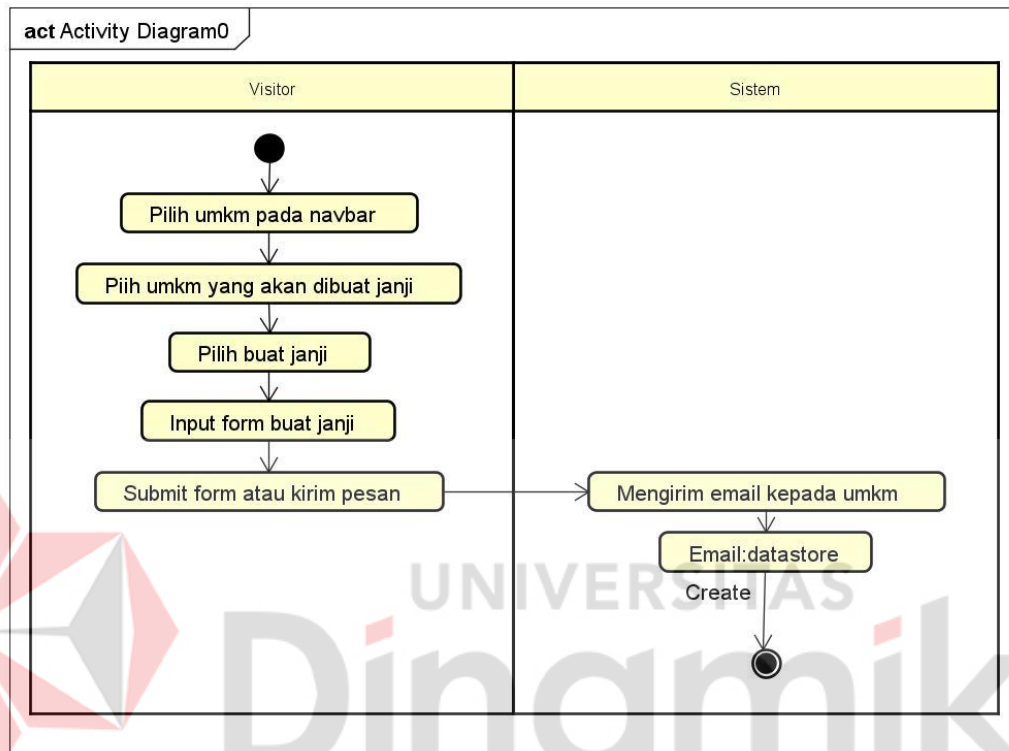 act Activity Diagram0
Visitor
Sistem
Pilih umkm pada navbar
Piih umkm yang akan dibuat janji
Pilih buat janji
Input form buat janji
Submit form atau kirim pesan
Mengirim email kepada umkm
Email:datastore
Create
UNIVERSITAS
Dinamik